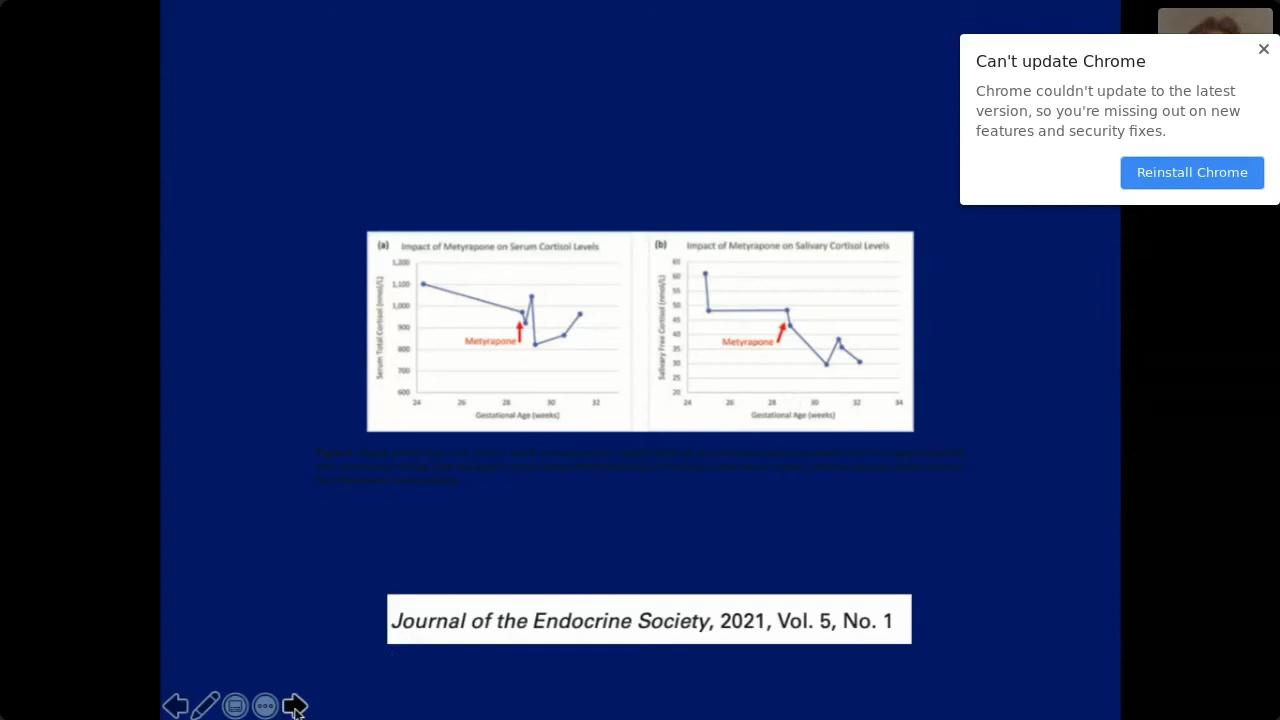 Can't update Chrome
Chrome couldn't update to the latest
version, so you're missing out on new
features and security fixes.
Reinstall Chrome
(a) Impact of Metyrapone on Serum Cortisol Levels
Serum Total Cortisol (nmol/L)
1,200
1,100
1,000
900
800
700
600
Metyrapone
24 26 28 30 32
Gestational Age (weeks)
(b) Impact of Metyrapone on Salivary Cortisol Levels
Salivary Free Cortisol (nmol/L)
65
60
55
50
45
40
35
30
25
20
Metyrapone
24 26 28 30 32 34
Gestational Age (weeks)
Journal of the Endocrine Society, 2021, Vol. 5, No. 1